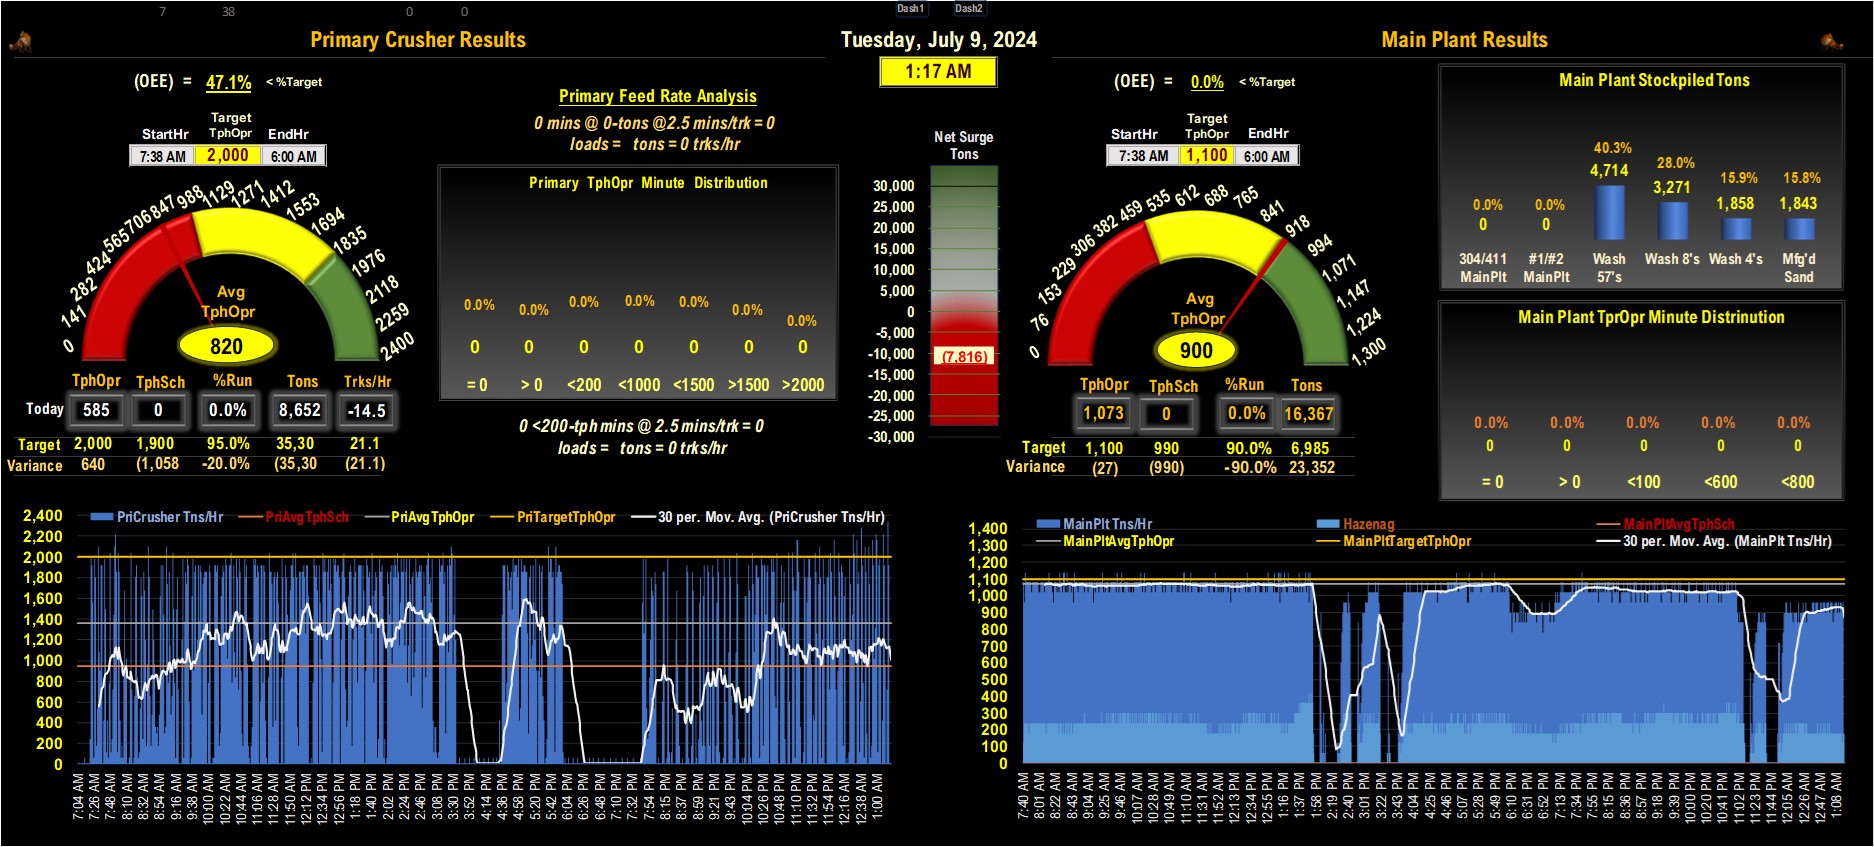 7 38 0 0 Dash1 Dash2
Primary Crusher Results
Tuesday, July 9, 2024
Main Plant Results
1:17 AM
(OEE) = 47.1% < %Target
Primary Feed Rate Analysis
0 mins @ 0-tons @2.5 mins/trk = 0
loads = tons = 0 trks/hr
StartHr Target TphOpr EndHr
7:38 AM 2,000 6:00 AM
0 141 282 424 565 706 847 988 1129 1271 1412 1553 1694 1835 1976 2118 2259 2400
Avg
TphOpr
820
TphOpr TphSch %Run Tons Trks/Hr
Today 585 0 0.0% 8,652 -14.5
Target 2,000 1,900 95.0% 35,30 21.1
Variance 640 (1,058 -20.0% (35,30 (21.1)
Primary TphOpr Minute Distribution
0.0% 0.0% 0.0% 0.0% 0.0% 0.0% 0.0%
0 0 0 0 0 0 0
= 0 > 0 <200 <1000 <1500 >1500 >2000
0 <200-tph mins @ 2.5 mins/trk = 0
loads = tons = 0 trks/hr
Net Surge
Tons
30,000
25,000
20,000
15,000
10,000
5,000
0
-5,000
-10,000
(7,816)
-15,000
-20,000
-25,000
-30,000
(OEE) = 0.0% < %Target
StartHr Target TphOpr EndHr
7:38 AM 1,100 6:00 AM
0 76 153 229 306 382 459 535 612 688 765 841 918 994 1,071 1,147 1,224 1,300
Avg
TphOpr
900
TphOpr TphSch %Run Tons
1,073 0 0.0% 16,367
Target 1,100 990 90.0% 6,985
Variance (27) (990) -90.0% 23,352
Main Plant Stockpiled Tons
0.0% 0.0% 40.3% 28.0% 15.9% 15.8%
0 0 4,714 3,271 1,858 1,843
304/411 #1/#2 Wash Wash 8's Wash 4's Mfg'd
MainPlt MainPlt 57's Sand
Main Plant TprOpr Minute Distrinution
0.0% 0.0% 0.0% 0.0% 0.0%
0 0 0 0 0
= 0 > 0 <100 <600 <800
PriCrusher Tns/Hr PriAvgTphSch PriAvgTphOpr PriTargetTphOpr 30 per. Mov. Avg. (PriCrusher Tns/Hr)
2,400
2,200
2,000
1,800
1,600
1,400
1,200
1,000
800
600
400
200
0
7:04 AM 7:26 AM 7:48 AM 8:10 AM 8:32 AM 8:54 AM 9:16 AM 9:38 AM 10:00 AM 10:22 AM 10:44 AM 11:06 AM 11:28 AM 11:50 AM 12:12 PM 12:34 PM 12:56 PM 1:18 PM 1:40 PM 2:02 PM 2:24 PM 2:46 PM 3:08 PM 3:30 PM 3:52 PM 4:14 PM 4:36 PM 4:58 PM 5:20 PM 5:42 PM 6:04 PM 6:26 PM 6:48 PM 7:10 PM 7:32 PM 7:54 PM 8:15 PM 8:37 PM 8:59 PM 9:21 PM 9:43 PM 10:04 PM 10:26 PM 10:48 PM 11:10 PM 11:32 PM 11:54 PM 12:16 AM 12:38 AM 1:00 AM
MainPlt Tns/Hr Hazenag MainPltAvgTphSch
MainPltAvgTphOpr MainPltTargetTphOpr 30 per. Mov. Avg. (MainPlt Tns/Hr)
1,400
1,300
1,200
1,100
1,000
900
800
700
600
500
400
300
200
100
0
7:40 AM 8:01 AM 8:22 AM 8:43 AM 9:04 AM 9:25 AM 9:46 AM 10:07 AM 10:28 AM 10:49 AM 11:10 AM 11:31 AM 11:52 AM 12:13 PM 12:34 PM 12:55 PM 1:16 PM 1:37 PM 1:58 PM 2:19 PM 2:40 PM 3:01 PM 3:22 PM 3:43 PM 4:04 PM 4:25 PM 4:46 PM 5:07 PM 5:28 PM 5:49 PM 6:10 PM 6:31 PM 6:52 PM 7:13 PM 7:34 PM 7:55 PM 8:15 PM 8:36 PM 8:57 PM 9:18 PM 9:39 PM 10:00 PM 10:20 PM 10:41 PM 11:02 PM 11:23 PM 11:44 PM 12:05 AM 12:26 AM 12:47 AM 1:08 AM